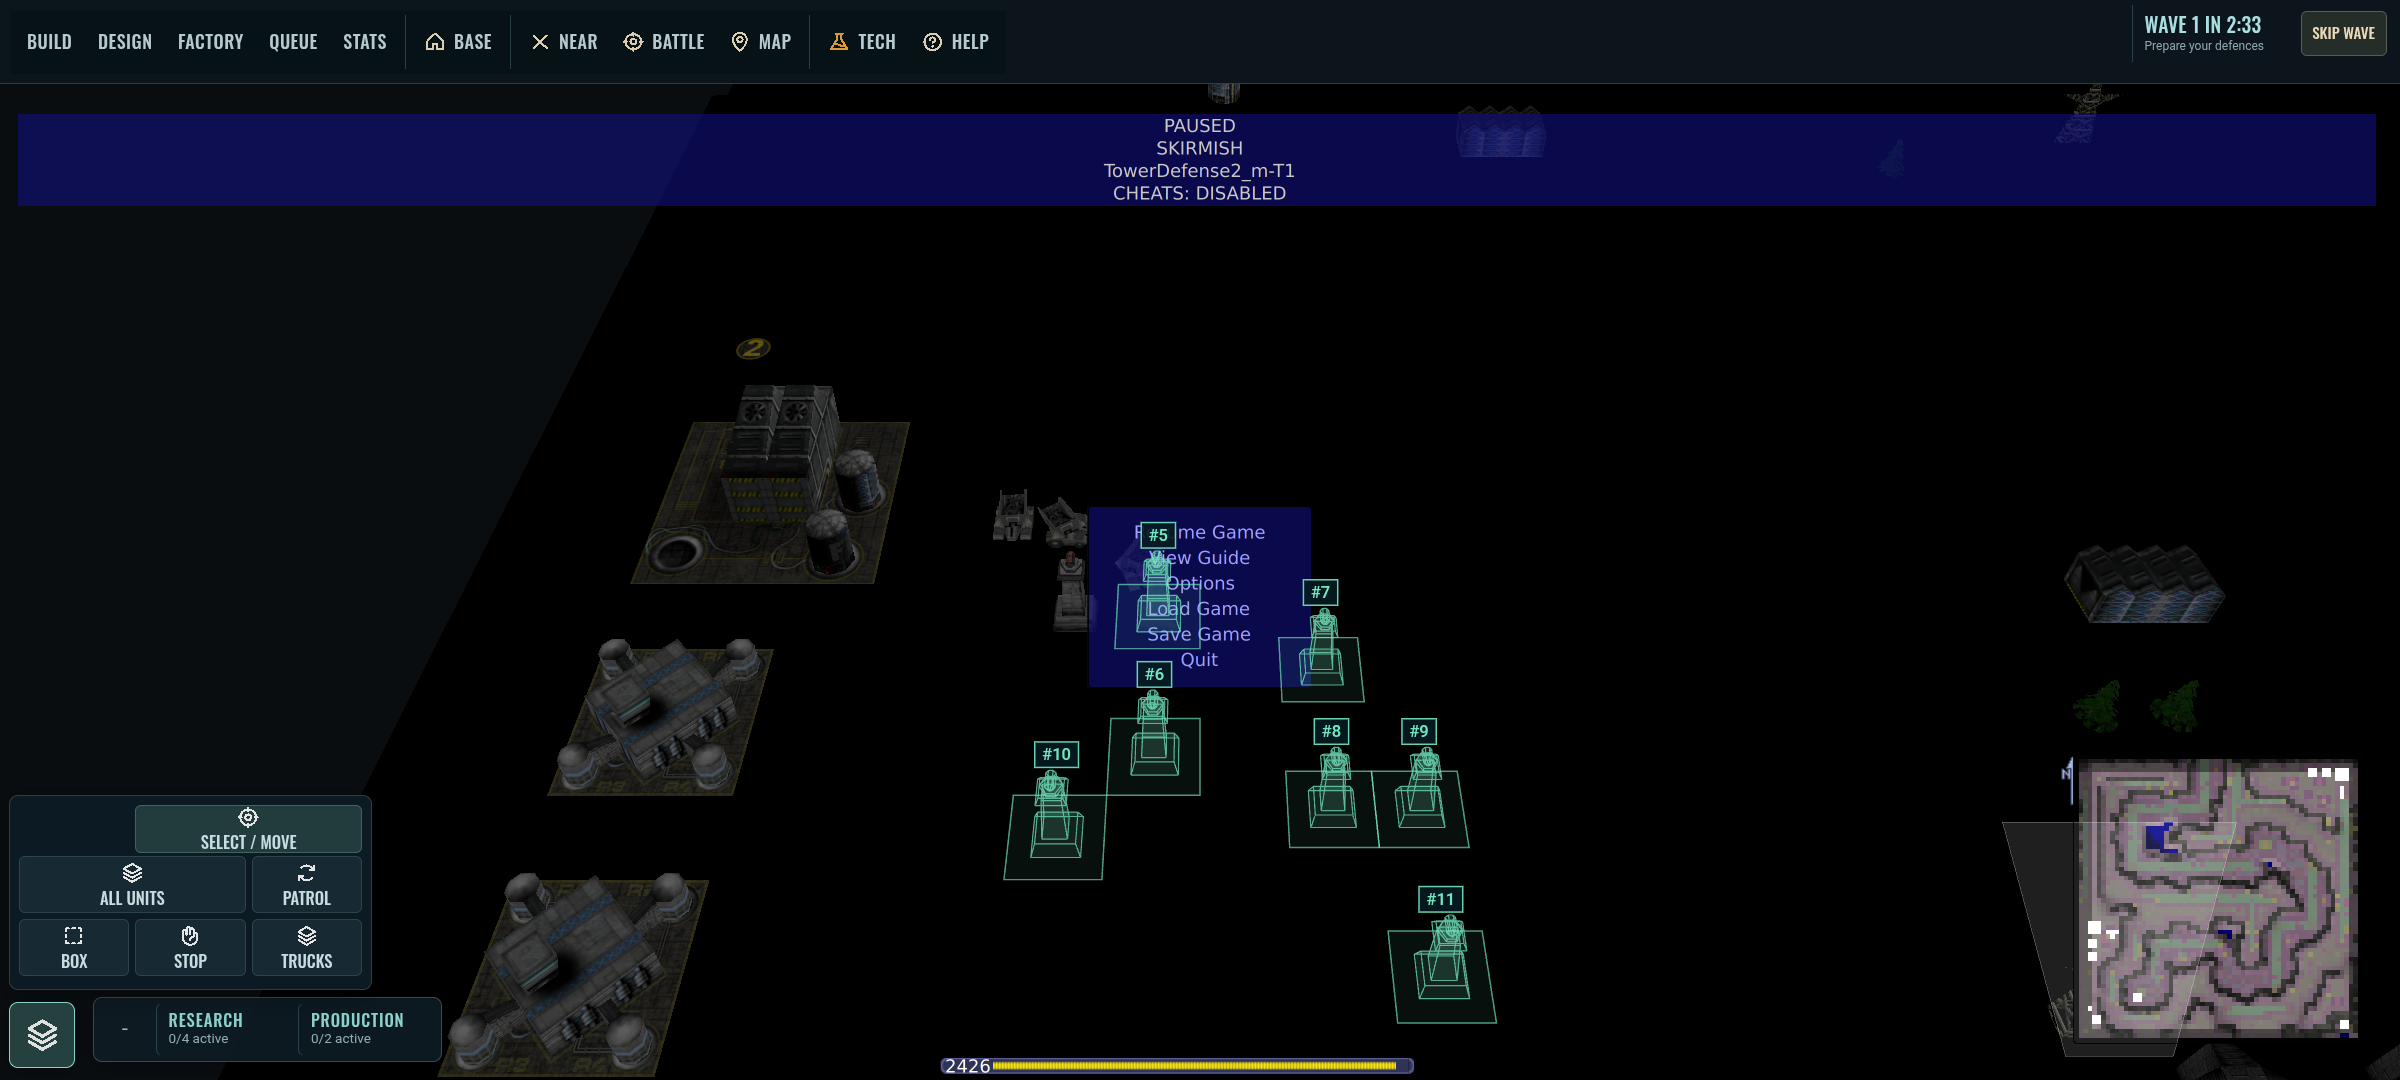 BUILD DESIGN FACTORY QUEUE STATS BASE NEAR BATTLE MAP TECH HELP
WAVE 1 IN 2:33
Prepare your defences
SKIP WAVE
PAUSED
SKIRMISH
TowerDefense2_m-T1
CHEATS: DISABLED
2
#5
me Game
View Guide
Options
Load Game
Save Game
Quit
#7
#6
#8
#9
#10
#11
N
SELECT / MOVE
ALL UNITS
PATROL
BOX
STOP
TRUCKS
-
RESEARCH
0/4 active
PRODUCTION
0/2 active
2426